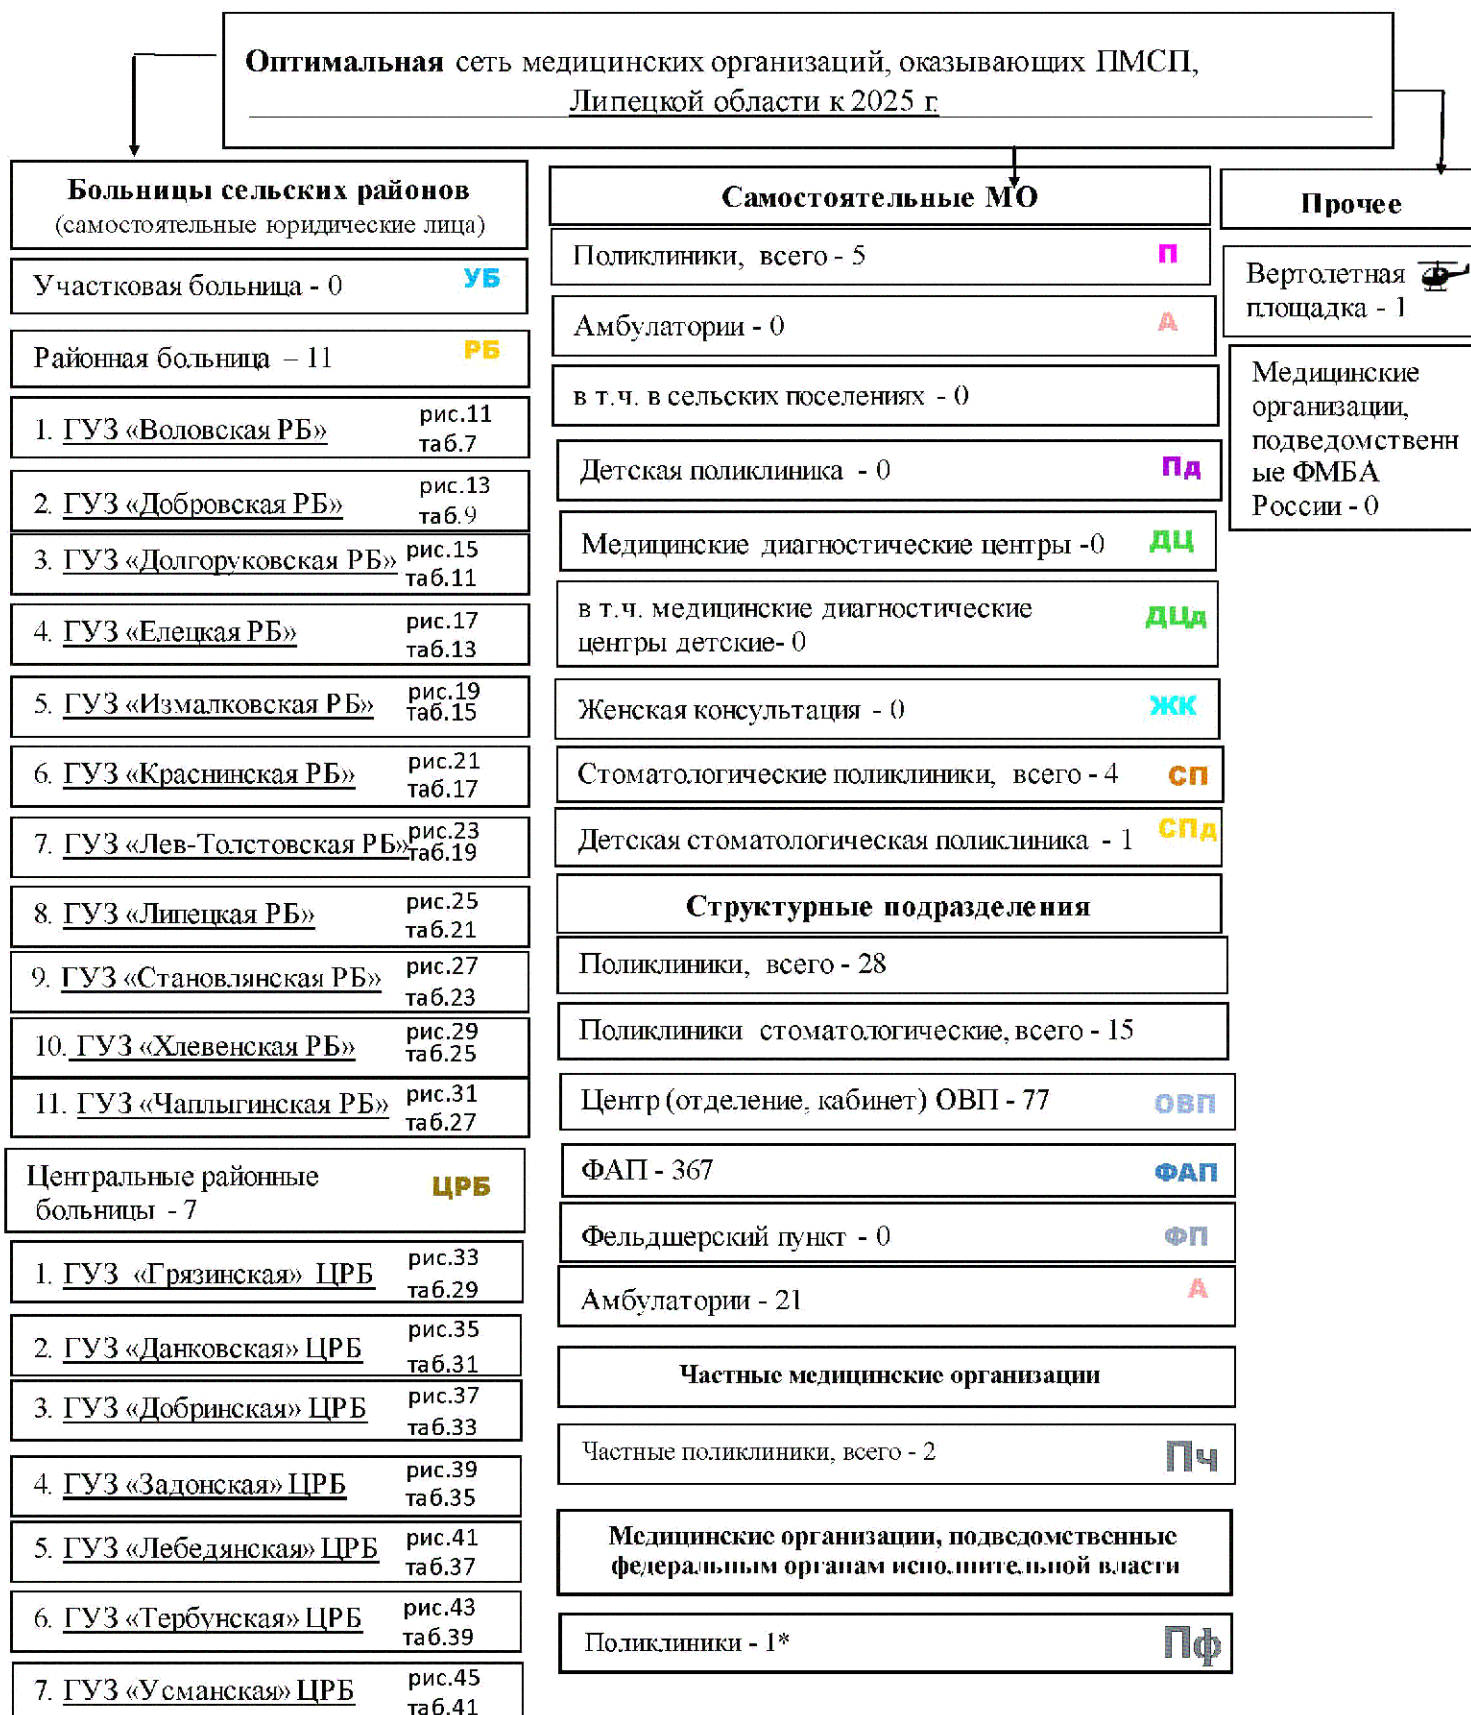 Оптимальная сеть медицинских организаций, оказывающих ПМСП,
Липецкой области к 2025 г.
Больницы сельских районов
(самостоятельные юридические лица)
Участковая больница - 0 УБ
Районная больница – 11 РБ
1. ГУЗ «Воловская РБ» рис.11
таб.7
2. ГУЗ «Добровская РБ» рис.13
таб.9
3. ГУЗ «Долгоруковская РБ» рис.15
таб.11
4. ГУЗ «Елецкая РБ» рис.17
таб.13
5. ГУЗ «Измалковская РБ» рис.19
таб.15
6. ГУЗ «Краснинская РБ» рис.21
таб.17
7. ГУЗ «Лев-Толстовская РБ» рис.23
таб.19
8. ГУЗ «Липецкая РБ» рис.25
таб.21
9. ГУЗ «Становлянская РБ» рис.27
таб.23
10. ГУЗ «Хлевенская РБ» рис.29
таб.25
11. ГУЗ «Чаплыгинская РБ» рис.31
таб.27
Центральные районные ЦРБ
больницы - 7
1. ГУЗ «Грязинская» ЦРБ рис.33
таб.29
2. ГУЗ «Данковская» ЦРБ рис.35
таб.31
3. ГУЗ «Добринская» ЦРБ рис.37
таб.33
4. ГУЗ «Задонская» ЦРБ рис.39
таб.35
5. ГУЗ «Лебедянская» ЦРБ рис.41
таб.37
6. ГУЗ «Тербунская» ЦРБ рис.43
таб.39
7. ГУЗ «Усманская» ЦРБ рис.45
таб.41
Самостоятельные МО
Поликлиники, всего - 5 П
Амбулатории - 0 А
в т.ч. в сельских поселениях - 0
Детская поликлиника - 0 Пд
Медицинские диагностические центры -0 ДЦ
в т.ч. медицинские диагностические ДЦд
центры детские- 0
Женская консультация - 0 ЖК
Стоматологические поликлиники, всего - 4 СП
Детская стоматологическая поликлиника - 1 СПд
Структурные подразделения
Поликлиники, всего - 28
Поликлиники стоматологические, всего - 15
Центр (отделение, кабинет) ОВП - 77 ОВП
ФАП - 367 ФАП
Фельдшерский пункт - 0 ФП
Амбулатории - 21 А
Частные медицинские организации
Частные поликлиники, всего - 2 Пч
Медицинские организации, подведомственные
федеральным органам исполнительной власти
Поликлиники - 1* Пф
Прочее
Вертолетная
площадка - 1
Медицинские
организации,
подведомственн
ые ФМБА
России - 0